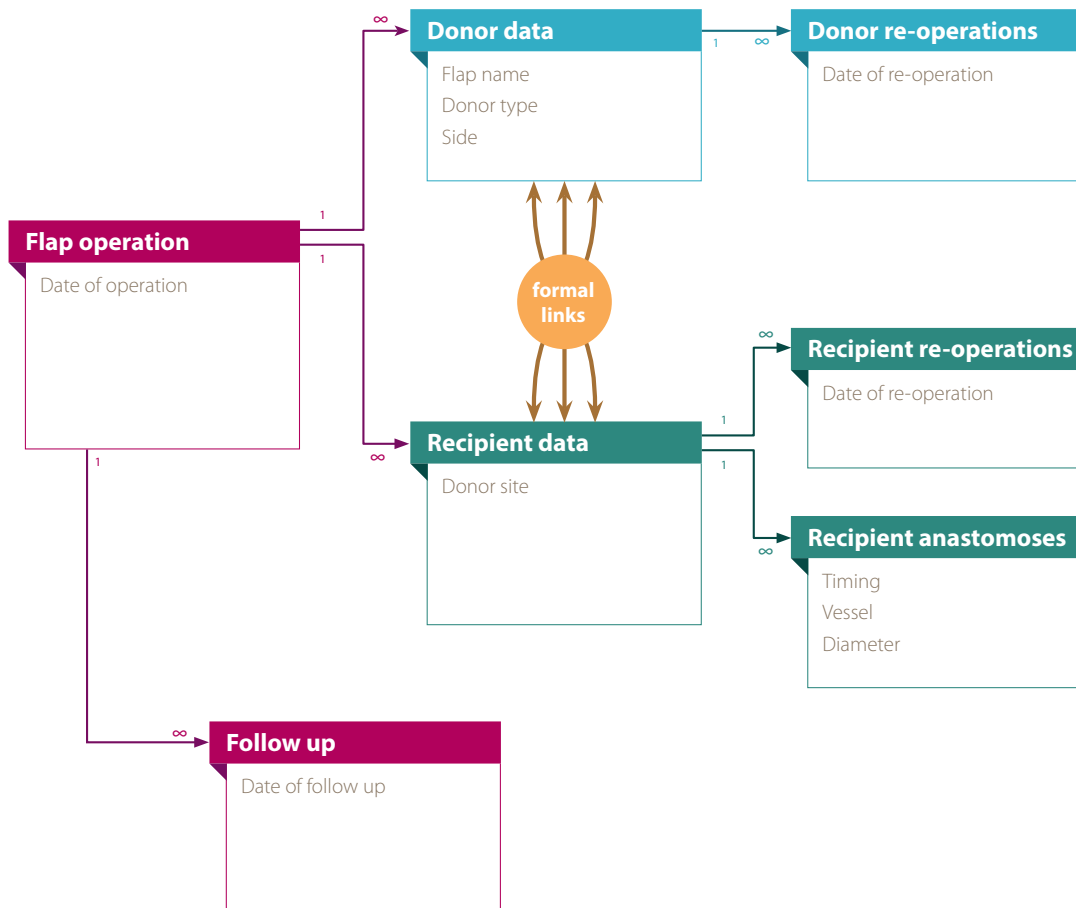 ∞
Donor data
1
∞
Donor re-operations
Flap name
Donor type
Side
Date of re-operation
1
Flap operation
1
Date of operation
formal
links
∞
Recipient re-operations
Date of re-operation
1
∞
Recipient data
1
Donor site
1
∞
Recipient anastomoses
Timing
Vessel
Diameter
∞
Follow up
Date of follow up